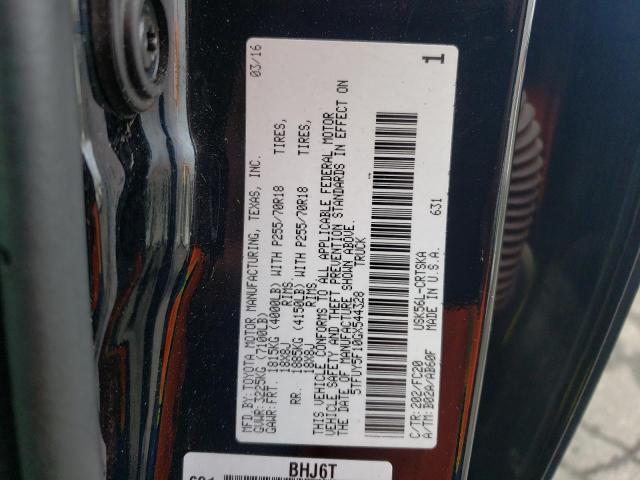 MFD.BY:TOYOTA MOTOR MANUFACTURING, TEXAS, INC. 03/16
GVWR:3225KG (7100LB)
GAWR:FRT. 1815KG (4000LB) WITH P255/70R18 TIRES,
18X8J RIMS.
RR. 1885KG (4150LB) WITH P255/70R18 TIRES,
18X8J RIMS
THIS VEHICLE CONFORMS TO ALL APPLICABLE FEDERAL MOTOR
VEHICLE SAFETY AND THEFT PREVENTION STANDARDS IN EFFECT ON
THE DATE OF MANUFACTURE SHOWN ABOVE.
5TFUY5F10GX544328 TRUCK
C/TR:202/FC20 USK56L-CRTSKA 631
A/TM:B02A/AB60F MADE IN U.S.A. 1
BHJ6T